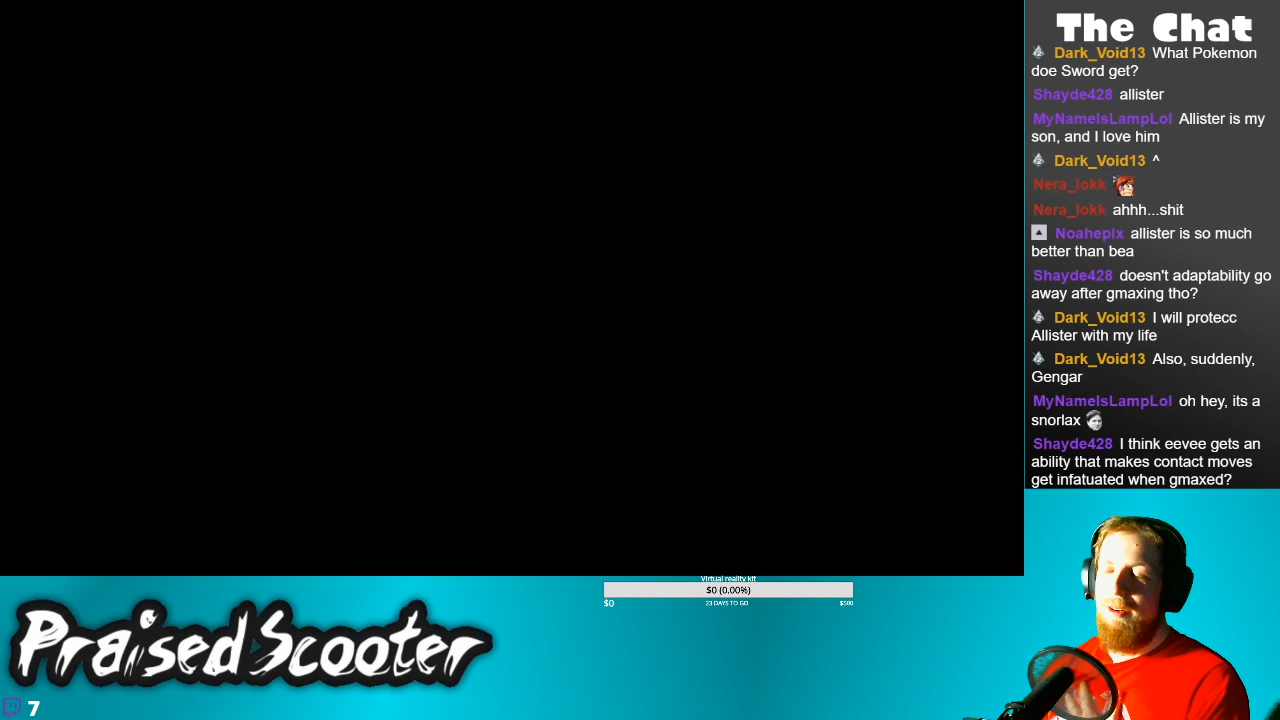 The Chat
Dark_Void13 What Pokemon
doe Sword get?
Shayde428 allister
MyNameIsLampLol Allister is my
son, and I love him
Dark_Void13 ^
Nera_lokk
Nera_lokk ahhh...shit
Noahepix allister is so much
better than bea
Shayde428 doesn't adaptability go
away after gmaxing tho?
Dark_Void13 I will protecc
Allister with my life
Dark_Void13 Also, suddenly,
Gengar
MyNameIsLampLol oh hey, its a
snorlax
Shayde428 I think eevee gets an
ability that makes contact moves
get infatuated when gmaxed?
Virtual reality kit
$0 (0.00%)
$0 23 DAYS TO GO $500
PraisedScooter
7